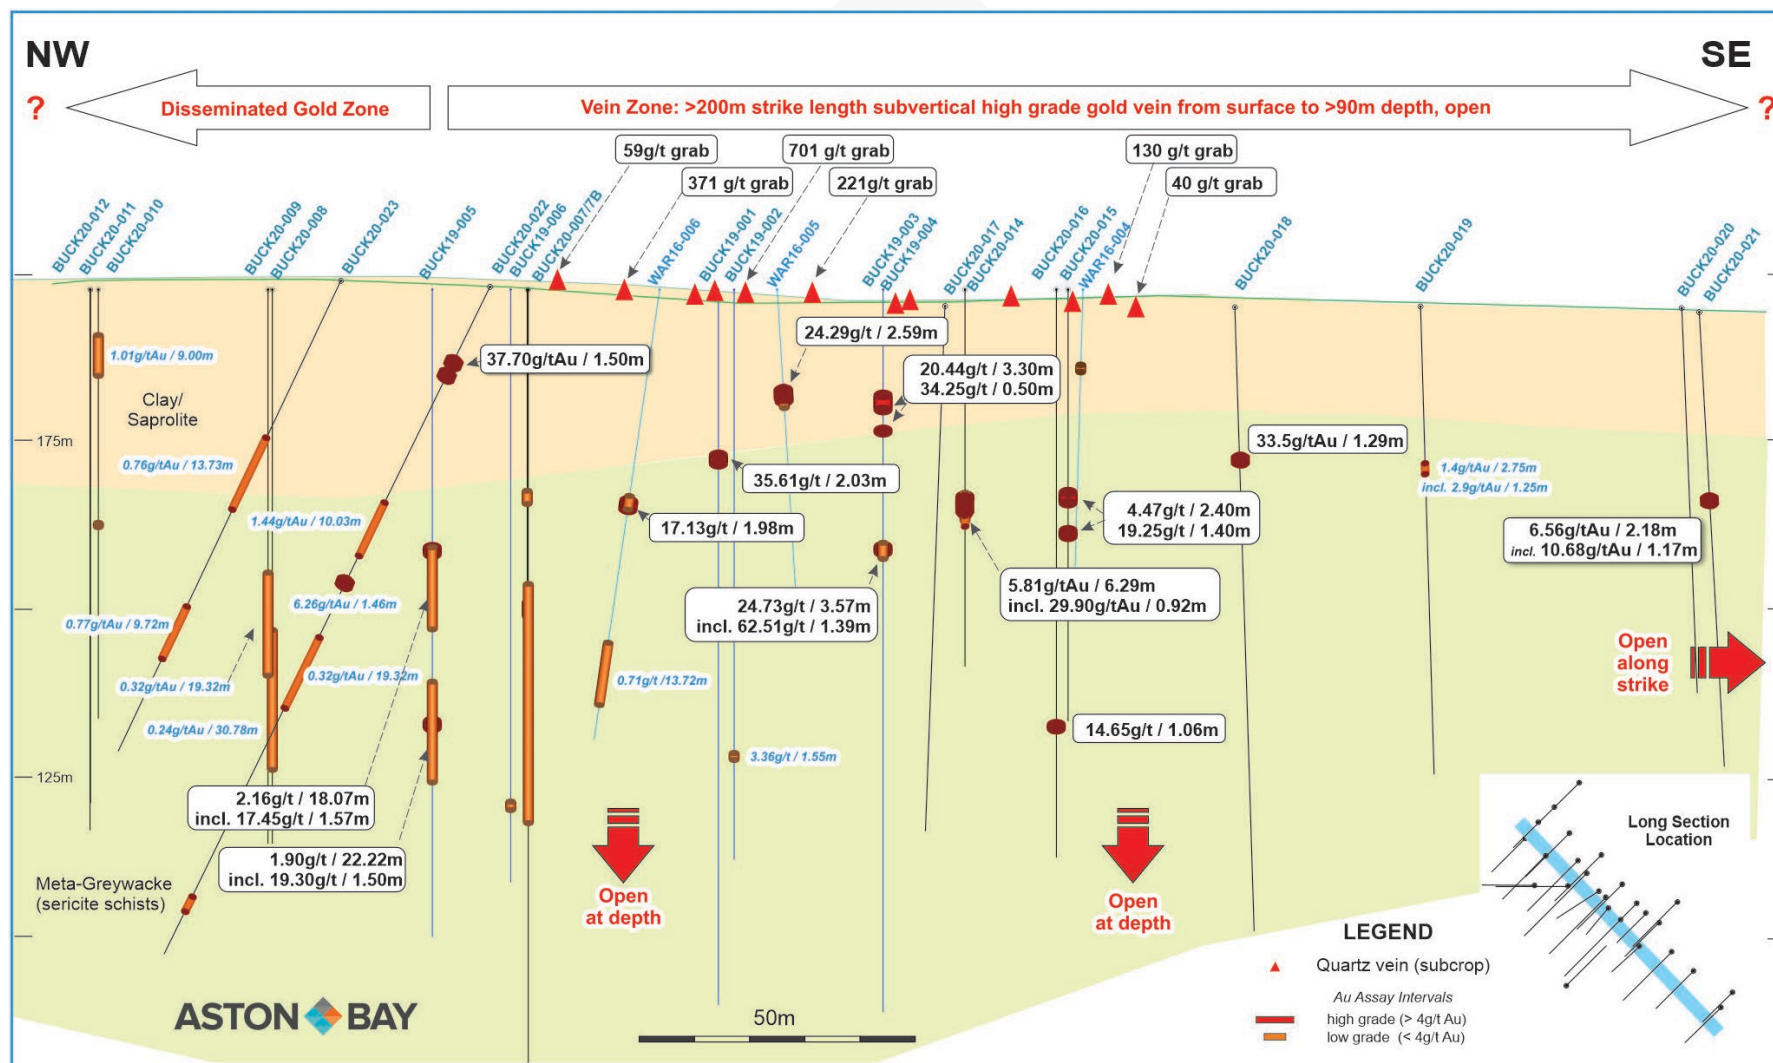 NW
SE
?
Disseminated Gold Zone
Vein Zone: >200m strike length subvertical high grade gold vein from surface to >90m depth, open
?
59g/t grab
701 g/t grab
130 g/t grab
371 g/t grab
221g/t grab
40 g/t grab
BUCK20-012
BUCK20-011
BUCK20-010
BUCK20-009
BUCK20-008
BUCK20-023
BUCK19-005
BUCK20-022
BUCK19-006
BUCK20-007/7B
WAR16-006
BUCK19-001
BUCK19-002
WAR16-005
BUCK19-003
BUCK19-004
BUCK20-017
BUCK20-014
BUCK20-016
BUCK20-015
WAR16-004
BUCK20-018
BUCK20-019
BUCK20-020
BUCK20-021
1.01g/tAu / 9.00m
37.70g/tAu / 1.50m
24.29g/t / 2.59m
20.44g/t / 3.30m
34.25g/t / 0.50m
Clay/
Saprolite
175m
0.76g/tAu / 13.73m
35.61g/t / 2.03m
33.5g/tAu / 1.29m
1.4g/tAu / 2.75m
incl. 2.9g/tAu / 1.25m
1.44g/tAu / 10.03m
17.13g/t / 1.98m
4.47g/t / 2.40m
19.25g/t / 1.40m
6.56g/tAu / 2.18m
incl. 10.68g/tAu / 1.17m
6.26g/tAu / 1.46m
0.77g/tAu / 9.72m
24.73g/t / 3.57m
incl. 62.51g/t / 1.39m
5.81g/tAu / 6.29m
incl. 29.90g/tAu / 0.92m
Open
along
strike
0.32g/tAu / 19.32m
0.32g/tAu / 19.32m
0.71g/t /13.72m
0.24g/tAu / 30.78m
14.65g/t / 1.06m
3.36g/t / 1.55m
125m
2.16g/t / 18.07m
incl. 17.45g/t / 1.57m
1.90g/t / 22.22m
incl. 19.30g/t / 1.50m
Long Section
Location
Meta-Greywacke
(sericite schists)
Open
at depth
Open
at depth
LEGEND
Quartz vein (subcrop)
Au Assay Intervals
high grade (> 4g/t Au)
low grade (< 4g/t Au)
ASTON BAY
50m